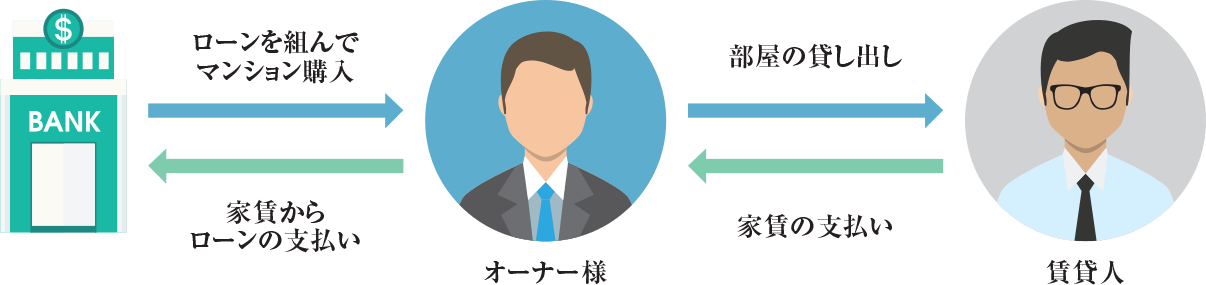 $
BANK
ローンを組んで
マンション購入
家賃から
ローンの支払い
オーナー様
部屋の貸し出し
家賃の支払い
賃貸人